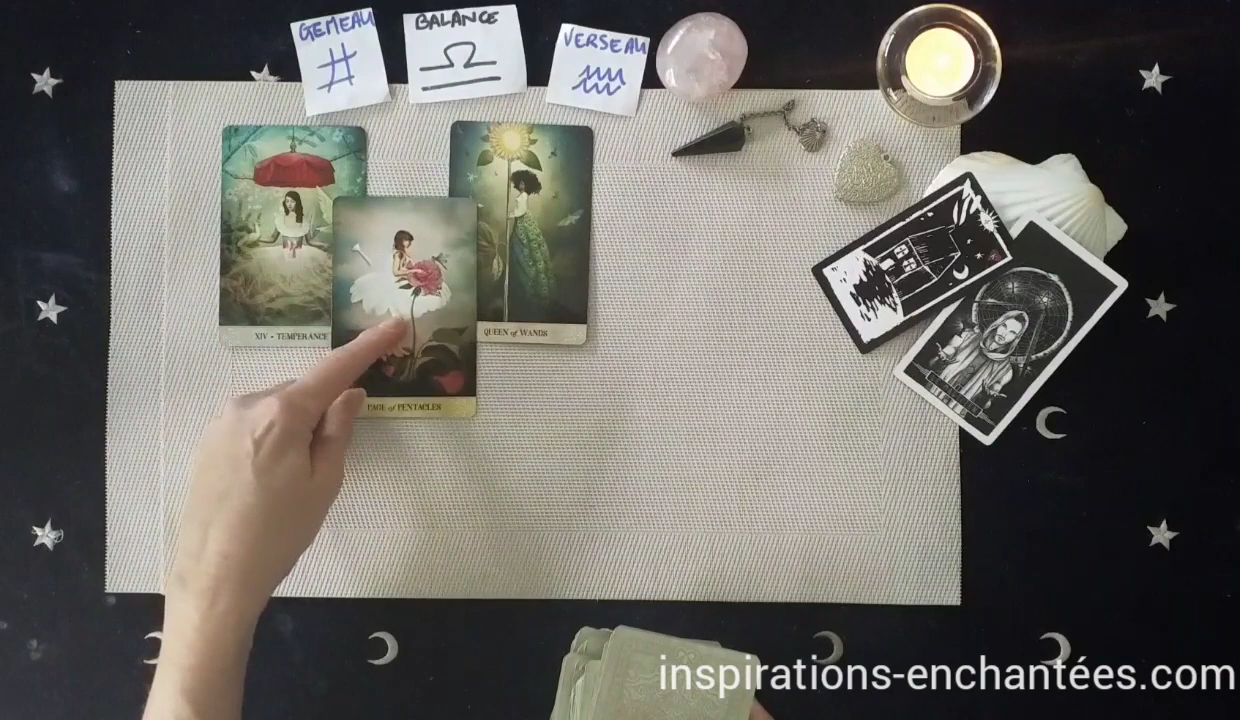 GEMEAU
BALANCE
VERSEAU
XIV • TEMPERANCE
QUEEN of WANDS
PAGE of PENTACLES
inspirations-enchantées.com